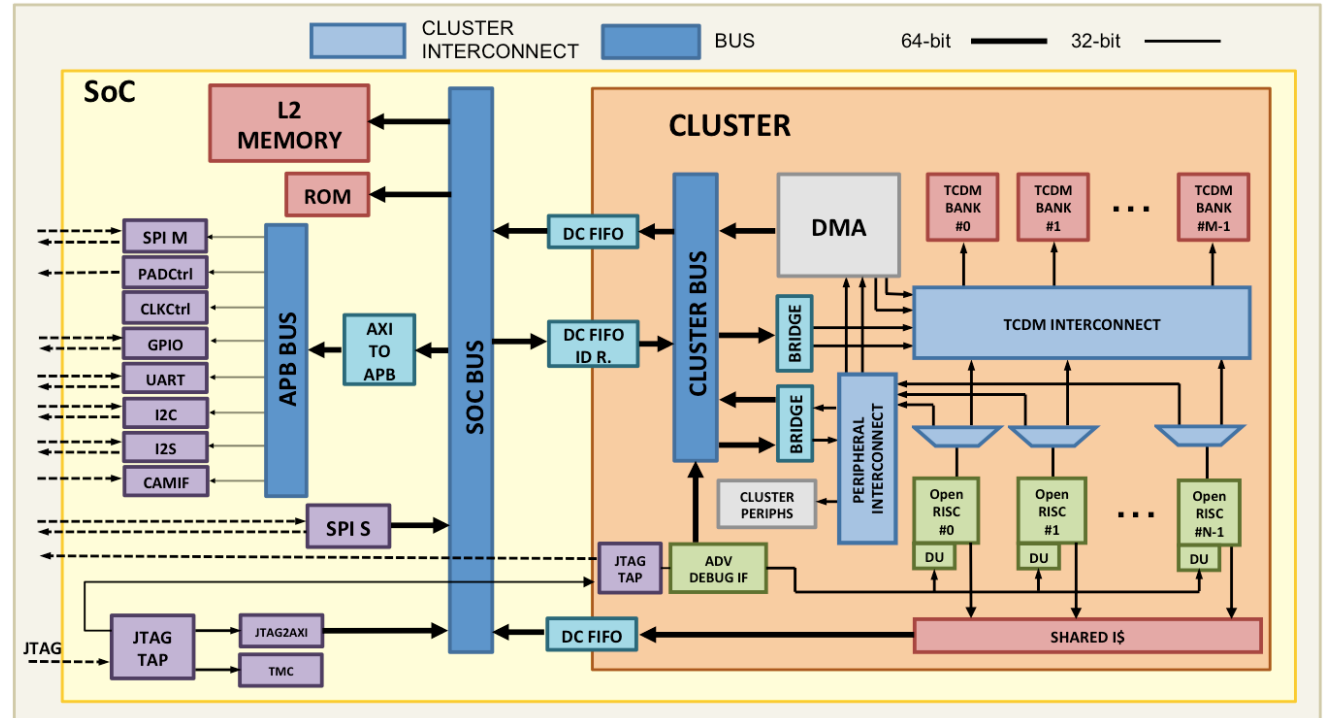 CLUSTER
INTERCONNECT
BUS
64-bit
32-bit
SoC
L2
MEMORY
ROM
SPI M
PADCtrl
CLKCtrl
GPIO
UART
I2C
I2S
CAMIF
APB BUS
AXI
TO
APB
SPI S
SOC BUS
JTAG
JTAG
TAP
JTAG2AXI
TMC
DC FIFO
DC FIFO
ID R.
DC FIFO
CLUSTER
CLUSTER BUS
DMA
BRIDGE
BRIDGE
CLUSTER
PERIPHS
PERIPHERAL
INTERCONNECT
JTAG
TAP
ADV
DEBUG IF
TCDM
BANK
#0
TCDM
BANK
#1
...
TCDM
BANK
#M-1
TCDM INTERCONNECT
Open
RISC
#0
DU
Open
RISC
#1
DU
...
Open
RISC
#N-1
DU
SHARED I$